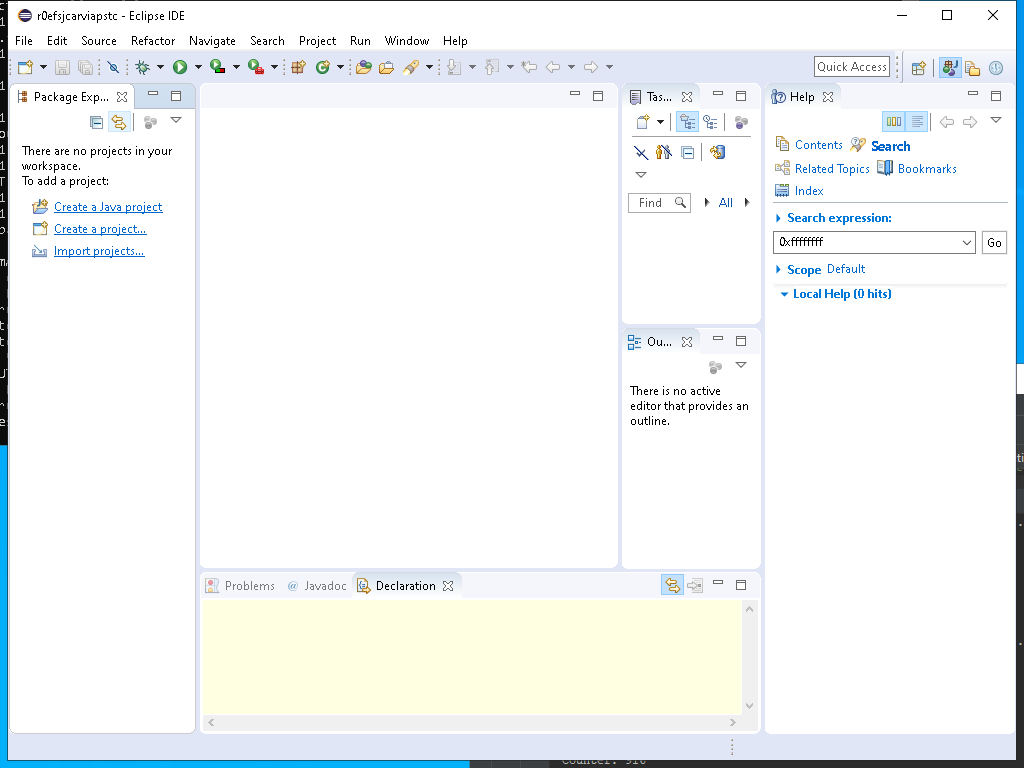 r0efsjcarviapstc - Eclipse IDE
File Edit Source Refactor Navigate Search Project Run Window Help
Quick Access
Package Exp...
Tas...
Help
There are no projects in your
workspace.
To add a project:
Create a Java project
Create a project...
Import projects...
Find
All
Contents
Search
Related Topics
Bookmarks
Index
Search expression:
0xffffffff
Go
Scope Default
Local Help (0 hits)
Ou...
There is no active
editor that provides an
outline.
Problems
@ Javadoc
Declaration
Counter: 910